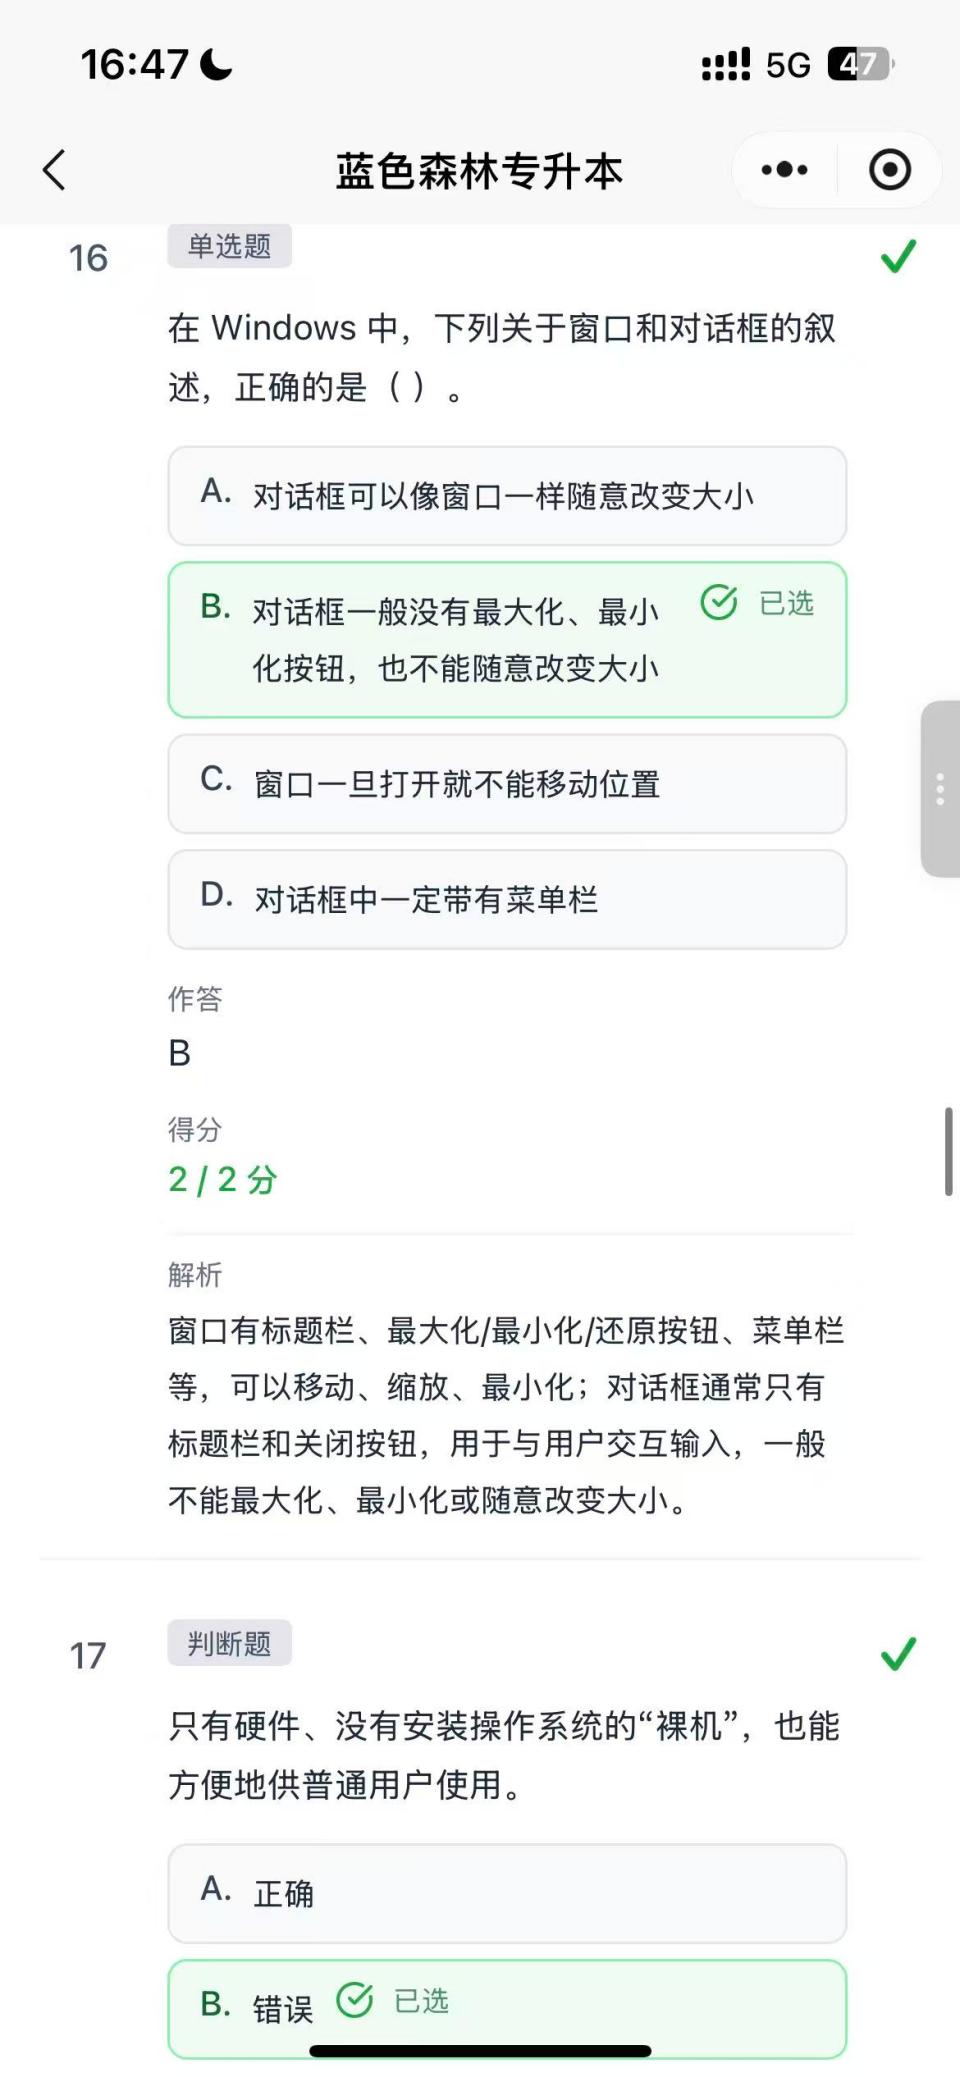 16:47
5G
47
蓝色森林专升本
16
单选题
在 Windows 中，下列关于窗口和对话框的叙
述，正确的是（ ）。
A. 对话框可以像窗口一样随意改变大小
B. 对话框一般没有最大化、最小 已选
化按钮，也不能随意改变大小
C. 窗口一旦打开就不能移动位置
D. 对话框中一定带有菜单栏
作答
B
得分
2 / 2 分
解析
窗口有标题栏、最大化/最小化/还原按钮、菜单栏
等，可以移动、缩放、最小化；对话框通常只有
标题栏和关闭按钮，用于与用户交互输入，一般
不能最大化、最小化或随意改变大小。
17
判断题
只有硬件、没有安装操作系统的“裸机”，也能
方便地供普通用户使用。
A. 正确
B. 错误 已选